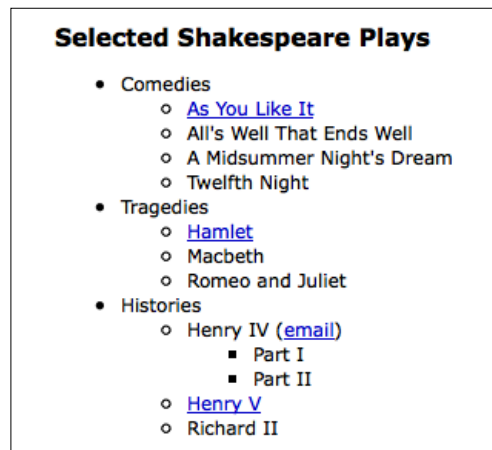 Selected Shakespeare Plays
Comedies
As You Like It
All's Well That Ends Well
A Midsummer Night's Dream
Twelfth Night
Tragedies
Hamlet
Macbeth
Romeo and Juliet
Histories
Henry IV (email)
Part I
Part II
Henry V
Richard II